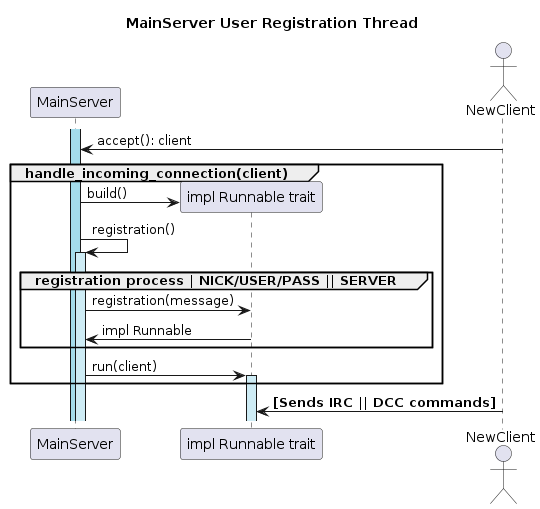 MainServer User Registration Thread
NewClient
MainServer
accept(): client
handle_incoming_connection(client)
build()
impl Runnable trait
registration()
registration process | NICK/USER/PASS || SERVER
registration(message)
impl Runnable
run(client)
[Sends IRC || DCC commands]
MainServer
impl Runnable trait
NewClient